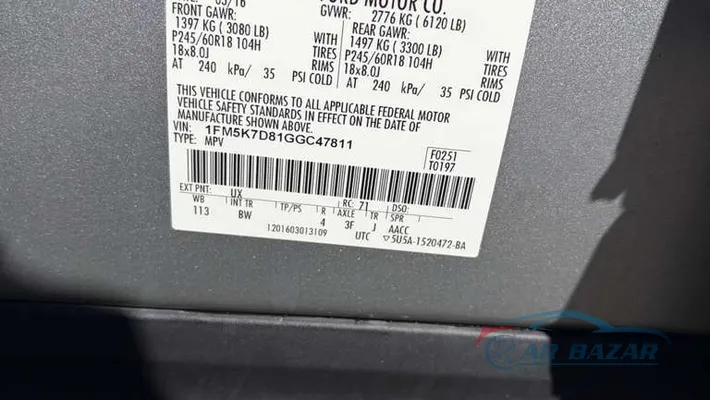 03/16 FORD MOTOR CO.
GVWR: 2776 KG ( 6120 LB)
FRONT GAWR: REAR GAWR:
1397 KG ( 3080 LB) WITH 1497 KG ( 3300 LB) WITH
P245/60R18 104H TIRES P245/60R18 104H TIRES
18x8.0J RIMS 18x8.0J RIMS
AT 240 kPa/ 35 PSI COLD AT 240 kPa/ 35 PSI COLD
THIS VEHICLE CONFORMS TO ALL APPLICABLE FEDERAL MOTOR
VEHICLE SAFETY STANDARDS IN EFFECT ON THE DATE OF
MANUFACTURE SHOWN ABOVE.
VIN: 1FM5K7D81GGC47811
TYPE: MPV
F0251
T0197
EXT PNT: UX RC: 71 DSO:
WB INT TR TP/PS R AXLE TR SPR
113 BW 4 3F J AACC
1201603013109 UTC ▽5U5A-1520472-BA
CAR BAZAR